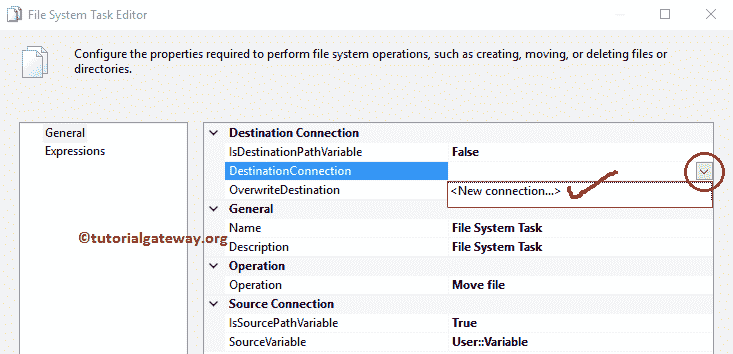 File System Task Editor
Configure the properties required to perform file system operations, such as creating, moving, or deleting files or
directories.
General
Expressions
Destination Connection
IsDestinationPathVariable False
DestinationConnection
OverwriteDestination <New connection...>
General
Name File System Task
Description File System Task
Operation
Operation Move file
Source Connection
IsSourcePathVariable True
SourceVariable User::Variable
©tutorialgateway.org